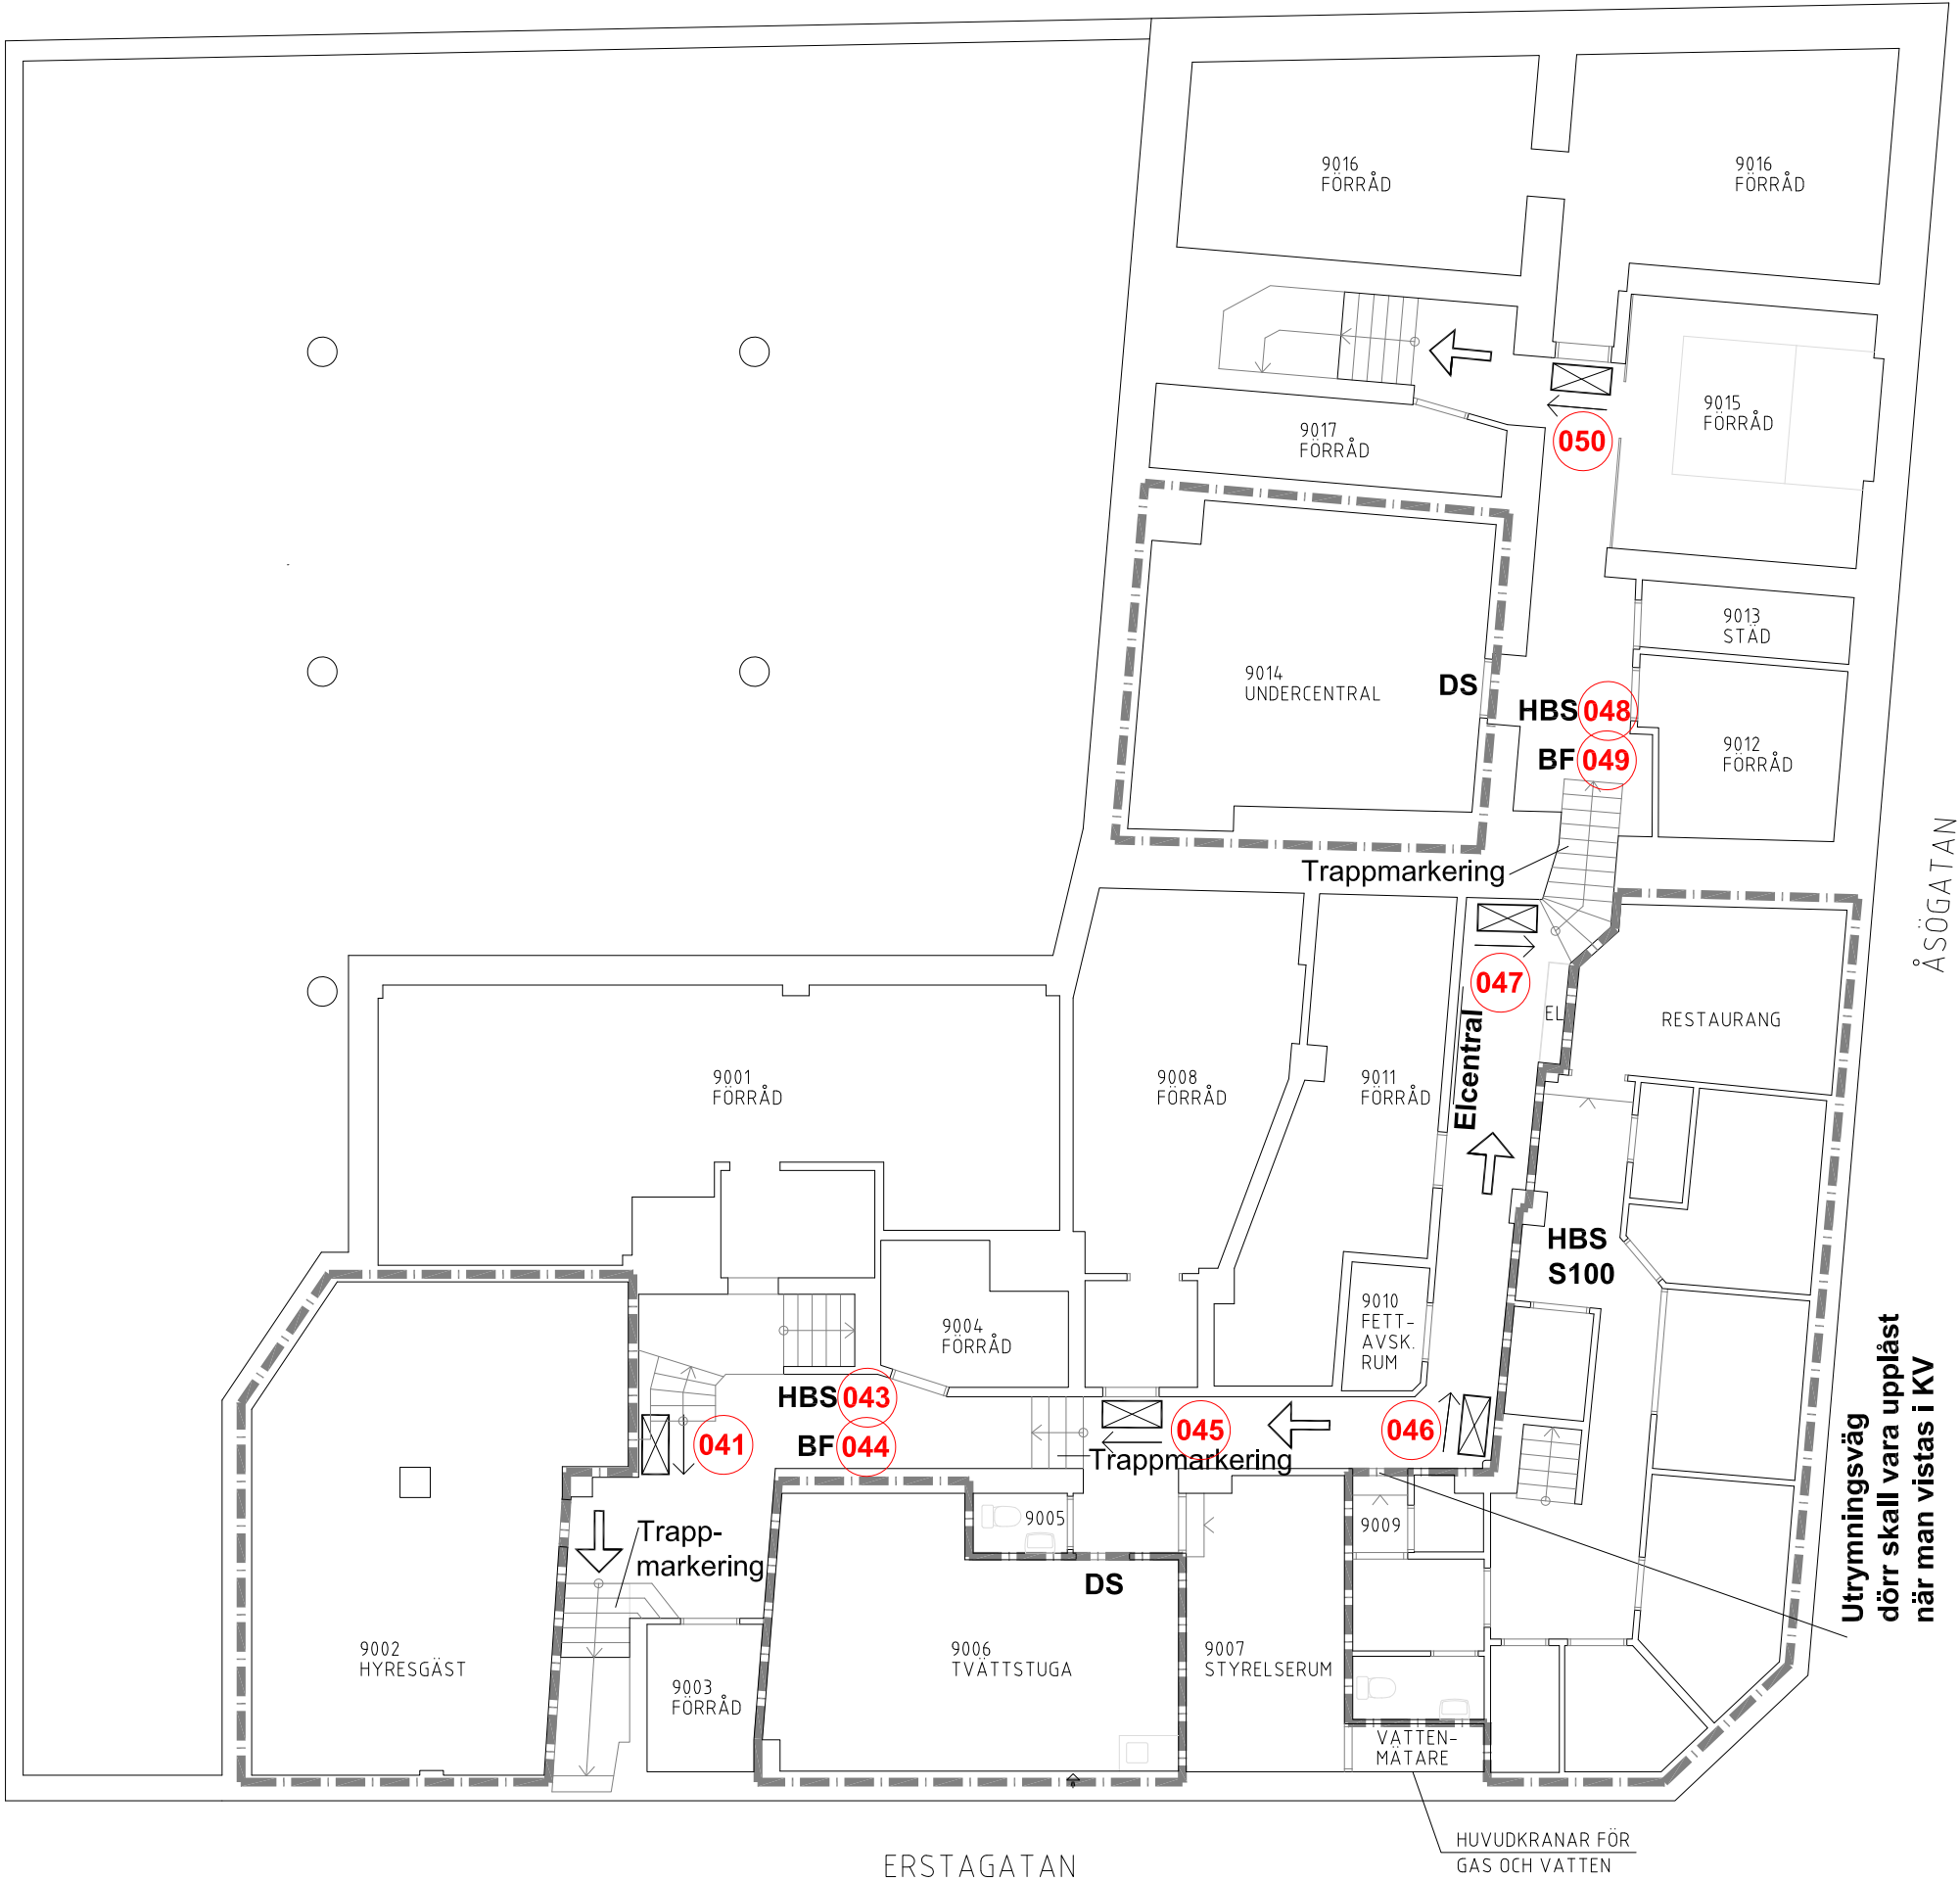 9016
FÖRRÅD
9016
FÖRRÅD
9015
FÖRRÅD
9017
FÖRRÅD
050
9013
STÄD
9014
UNDERCENTRAL
DS
HBS 048
BF 049
9012
FÖRRÅD
Trappmarkering
ÅSÖGATAN
047
EL
RESTAURANG
Elcentral
9001
FÖRRÅD
9008
FÖRRÅD
9011
FÖRRÅD
HBS
S100
9004
FÖRRÅD
9010
FETT-
AVSK.
RUM
HBS 043
BF 044
041
045
046
Trappmarkering
Utrymningsväg
dörr skall vara upplåst
när man vistas i KV
9005
9009
Trapp-
markering
DS
9002
HYRESGÄST
9003
FÖRRÅD
9006
TVÄTTSTUGA
9007
STYRELSERUM
VATTEN-
MÄTARE
HUVUDKRANAR FÖR
GAS OCH VATTEN
ERSTAGATAN